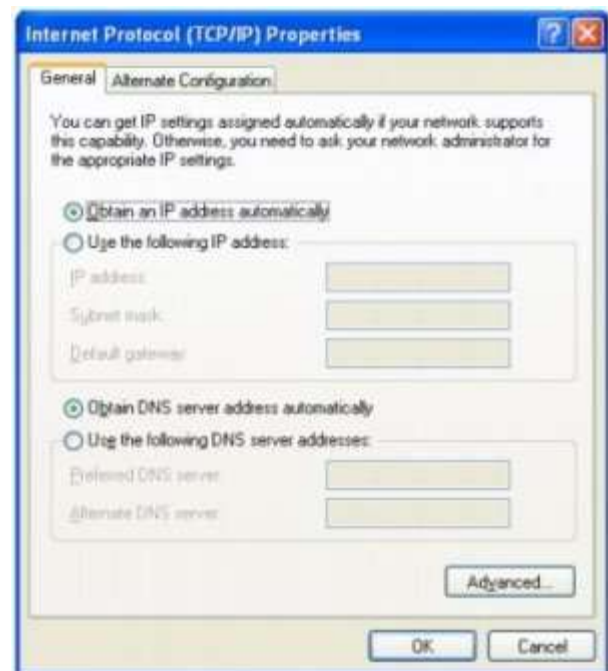 Internet Protocol (TCP/IP) Properties
General
Alternate Configuration
You can get IP settings assigned automatically if your network supports
this capability. Otherwise, you need to ask your network administrator for
the appropriate IP settings.
Obtain an IP address automatically
Use the following IP address:
IP address:
Subnet mask:
Default gateway:
Obtain DNS server address automatically
Use the following DNS server addresses:
Preferred DNS server:
Alternate DNS server:
Advanced...
OK
Cancel